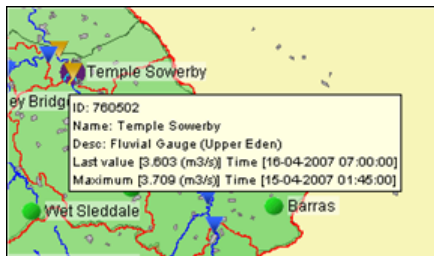 Temple Sowerby
ey Bridge
ID: 760502
Name: Temple Sowerby
Desc: Fluvial Gauge (Upper Eden)
Last value [3.603 (m3/s)] Time [16-04-2007 07:00:00]
Maximum [3.709 (m3/s)] Time [15-04-2007 01:45:00]
Wet Sleddale
Barras